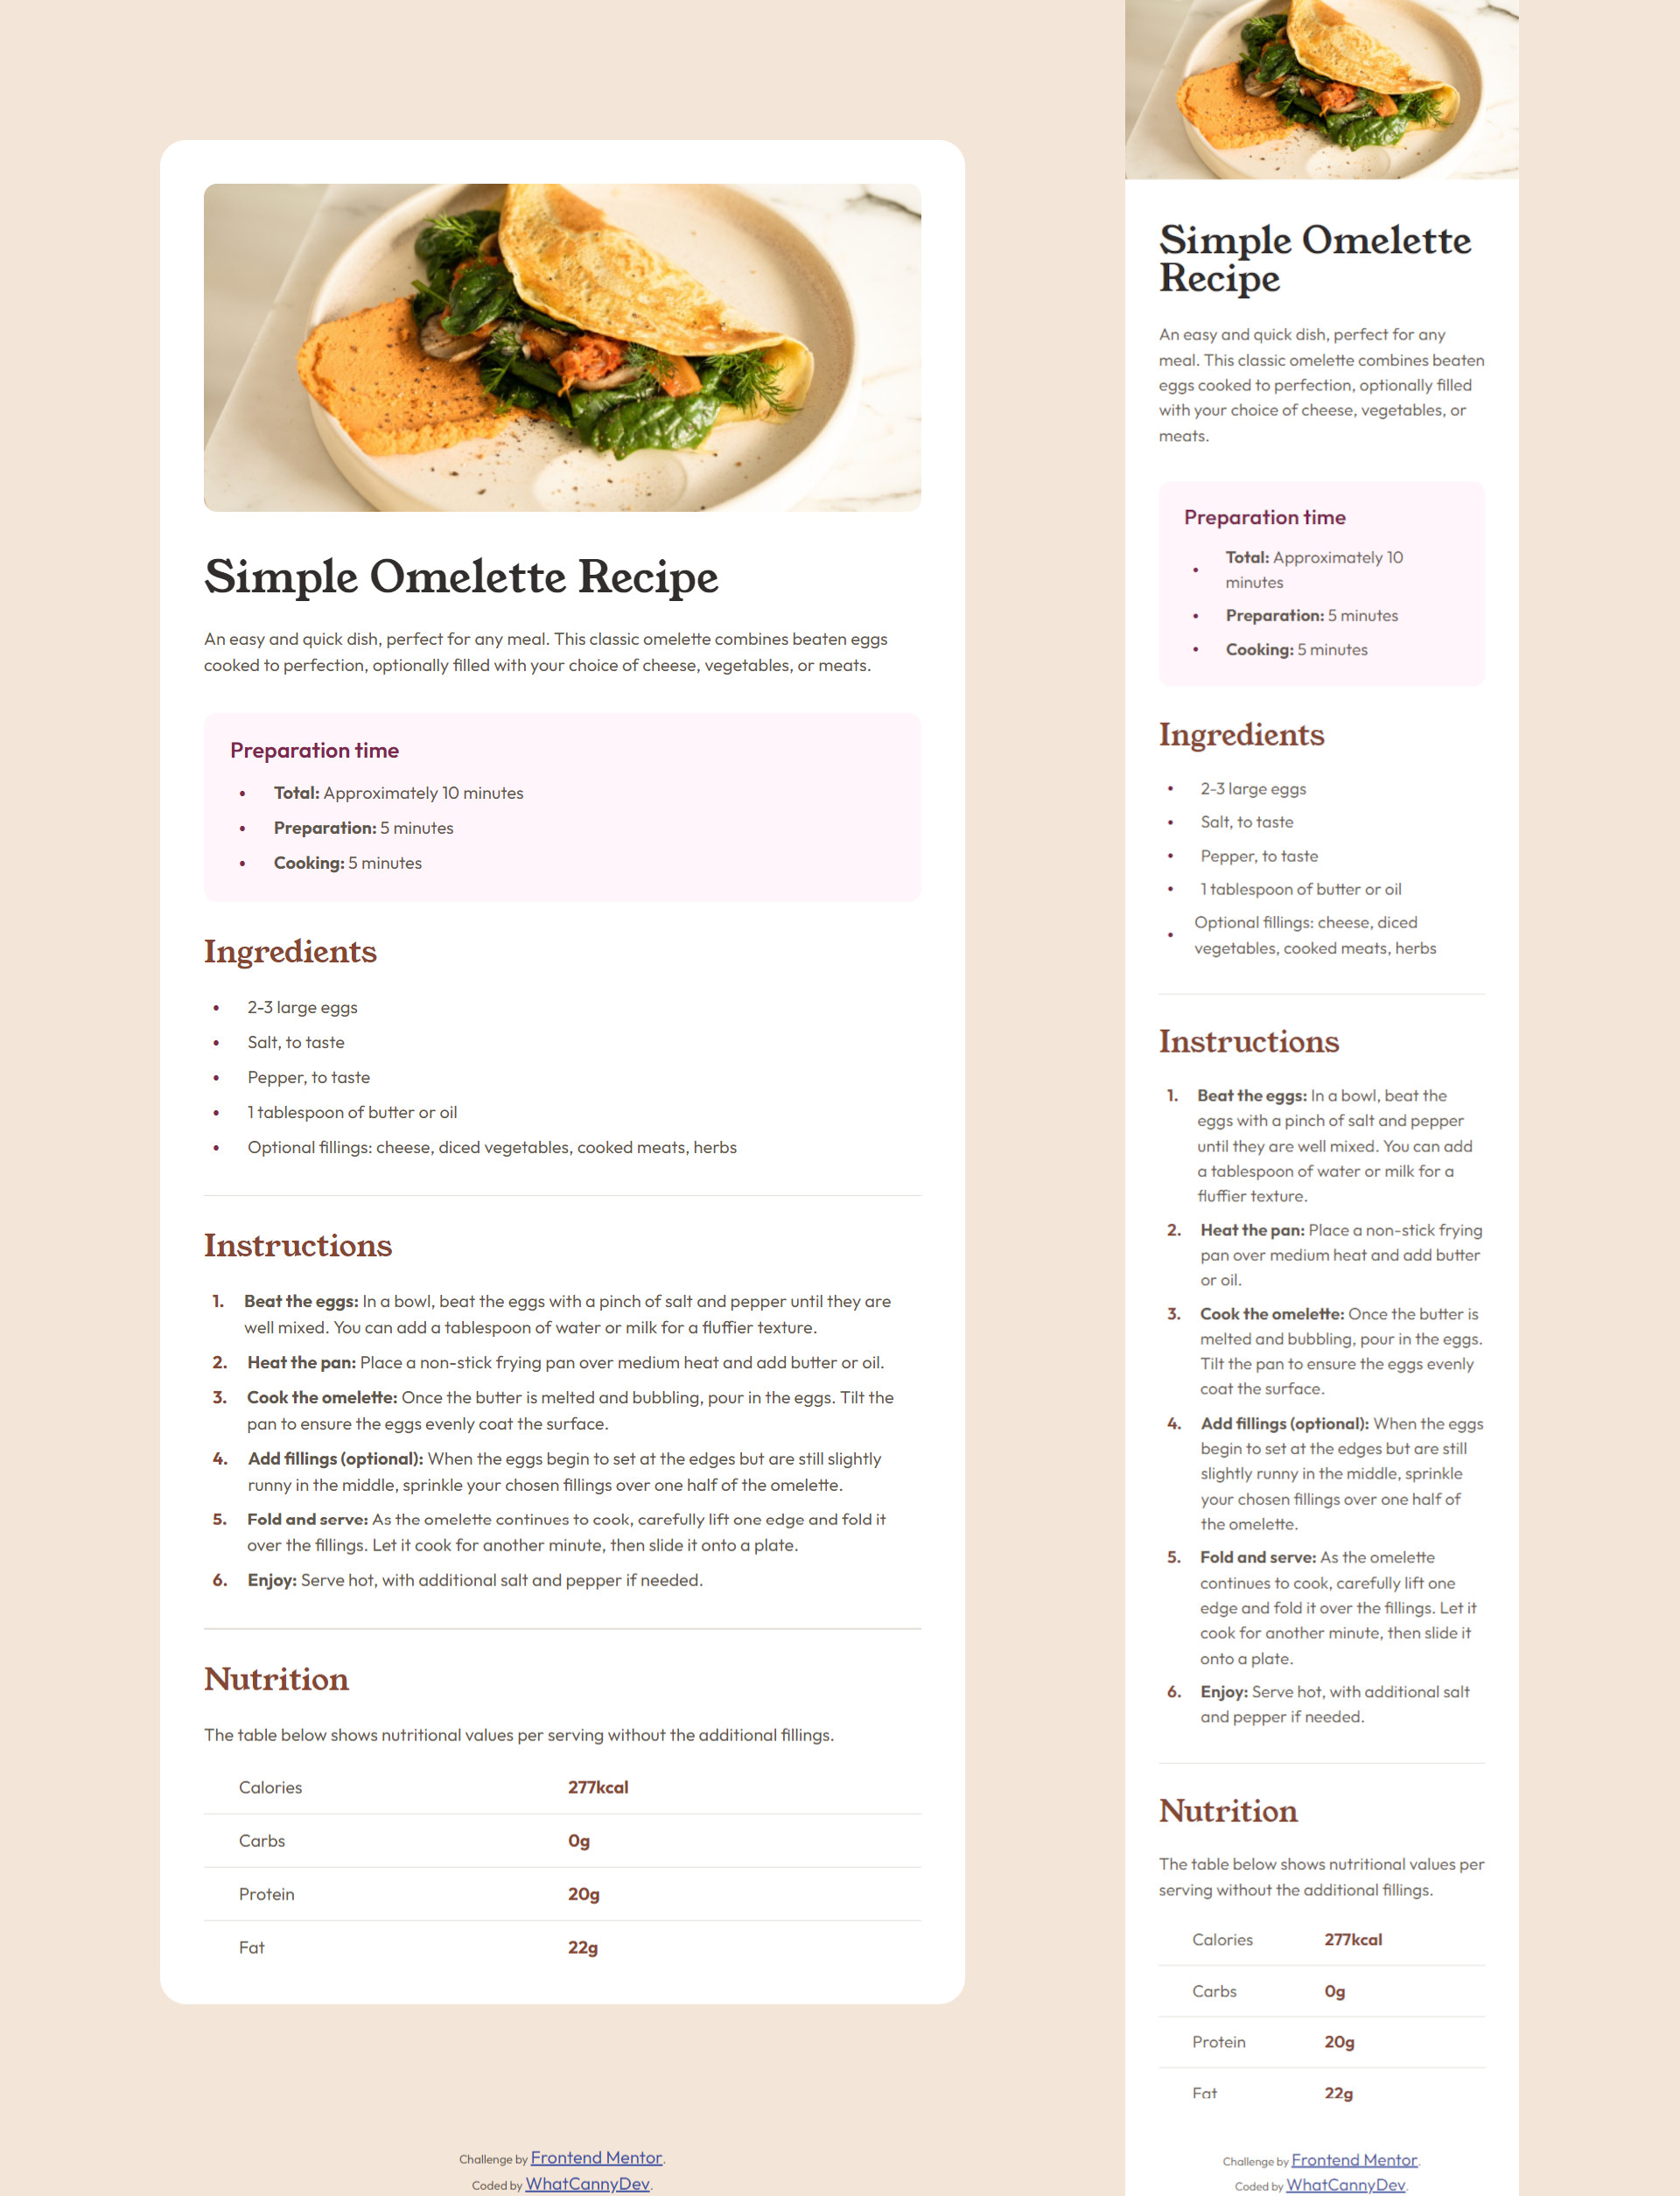 Simple Omelette Recipe
An easy and quick dish, perfect for any meal. This classic omelette combines beaten eggs
cooked to perfection, optionally filled with your choice of cheese, vegetables, or meats.
Preparation time
• Total: Approximately 10 minutes
• Preparation: 5 minutes
• Cooking: 5 minutes
Ingredients
• 2-3 large eggs
• Salt, to taste
• Pepper, to taste
• 1 tablespoon of butter or oil
• Optional fillings: cheese, diced vegetables, cooked meats, herbs
Instructions
1. Beat the eggs: In a bowl, beat the eggs with a pinch of salt and pepper until they are
well mixed. You can add a tablespoon of water or milk for a fluffier texture.
2. Heat the pan: Place a non-stick frying pan over medium heat and add butter or oil.
3. Cook the omelette: Once the butter is melted and bubbling, pour in the eggs. Tilt the
pan to ensure the eggs evenly coat the surface.
4. Add fillings (optional): When the eggs begin to set at the edges but are still slightly
runny in the middle, sprinkle your chosen fillings over one half of the omelette.
5. Fold and serve: As the omelette continues to cook, carefully lift one edge and fold it
over the fillings. Let it cook for another minute, then slide it onto a plate.
6. Enjoy: Serve hot, with additional salt and pepper if needed.
Nutrition
The table below shows nutritional values per serving without the additional fillings.
Calories 277kcal
Carbs 0g
Protein 20g
Fat 22g
Challenge by Frontend Mentor.
Coded by WhatCannyDev.
Simple Omelette
Recipe
An easy and quick dish, perfect for any
meal. This classic omelette combines beaten
eggs cooked to perfection, optionally filled
with your choice of cheese, vegetables, or
meats.
Preparation time
• Total: Approximately 10
minutes
• Preparation: 5 minutes
• Cooking: 5 minutes
Ingredients
• 2-3 large eggs
• Salt, to taste
• Pepper, to taste
• 1 tablespoon of butter or oil
• Optional fillings: cheese, diced
vegetables, cooked meats, herbs
Instructions
1. Beat the eggs: In a bowl, beat the
eggs with a pinch of salt and pepper
until they are well mixed. You can add
a tablespoon of water or milk for a
fluffier texture.
2. Heat the pan: Place a non-stick frying
pan over medium heat and add butter
or oil.
3. Cook the omelette: Once the butter is
melted and bubbling, pour in the eggs.
Tilt the pan to ensure the eggs evenly
coat the surface.
4. Add fillings (optional): When the eggs
begin to set at the edges but are still
slightly runny in the middle, sprinkle
your chosen fillings over one half of
the omelette.
5. Fold and serve: As the omelette
continues to cook, carefully lift one
edge and fold it over the fillings. Let it
cook for another minute, then slide it
onto a plate.
6. Enjoy: Serve hot, with additional salt
and pepper if needed.
Nutrition
The table below shows nutritional values per
serving without the additional fillings.
Calories 277kcal
Carbs 0g
Protein 20g
Fat 22g
Challenge by Frontend Mentor.
Coded by WhatCannyDev.